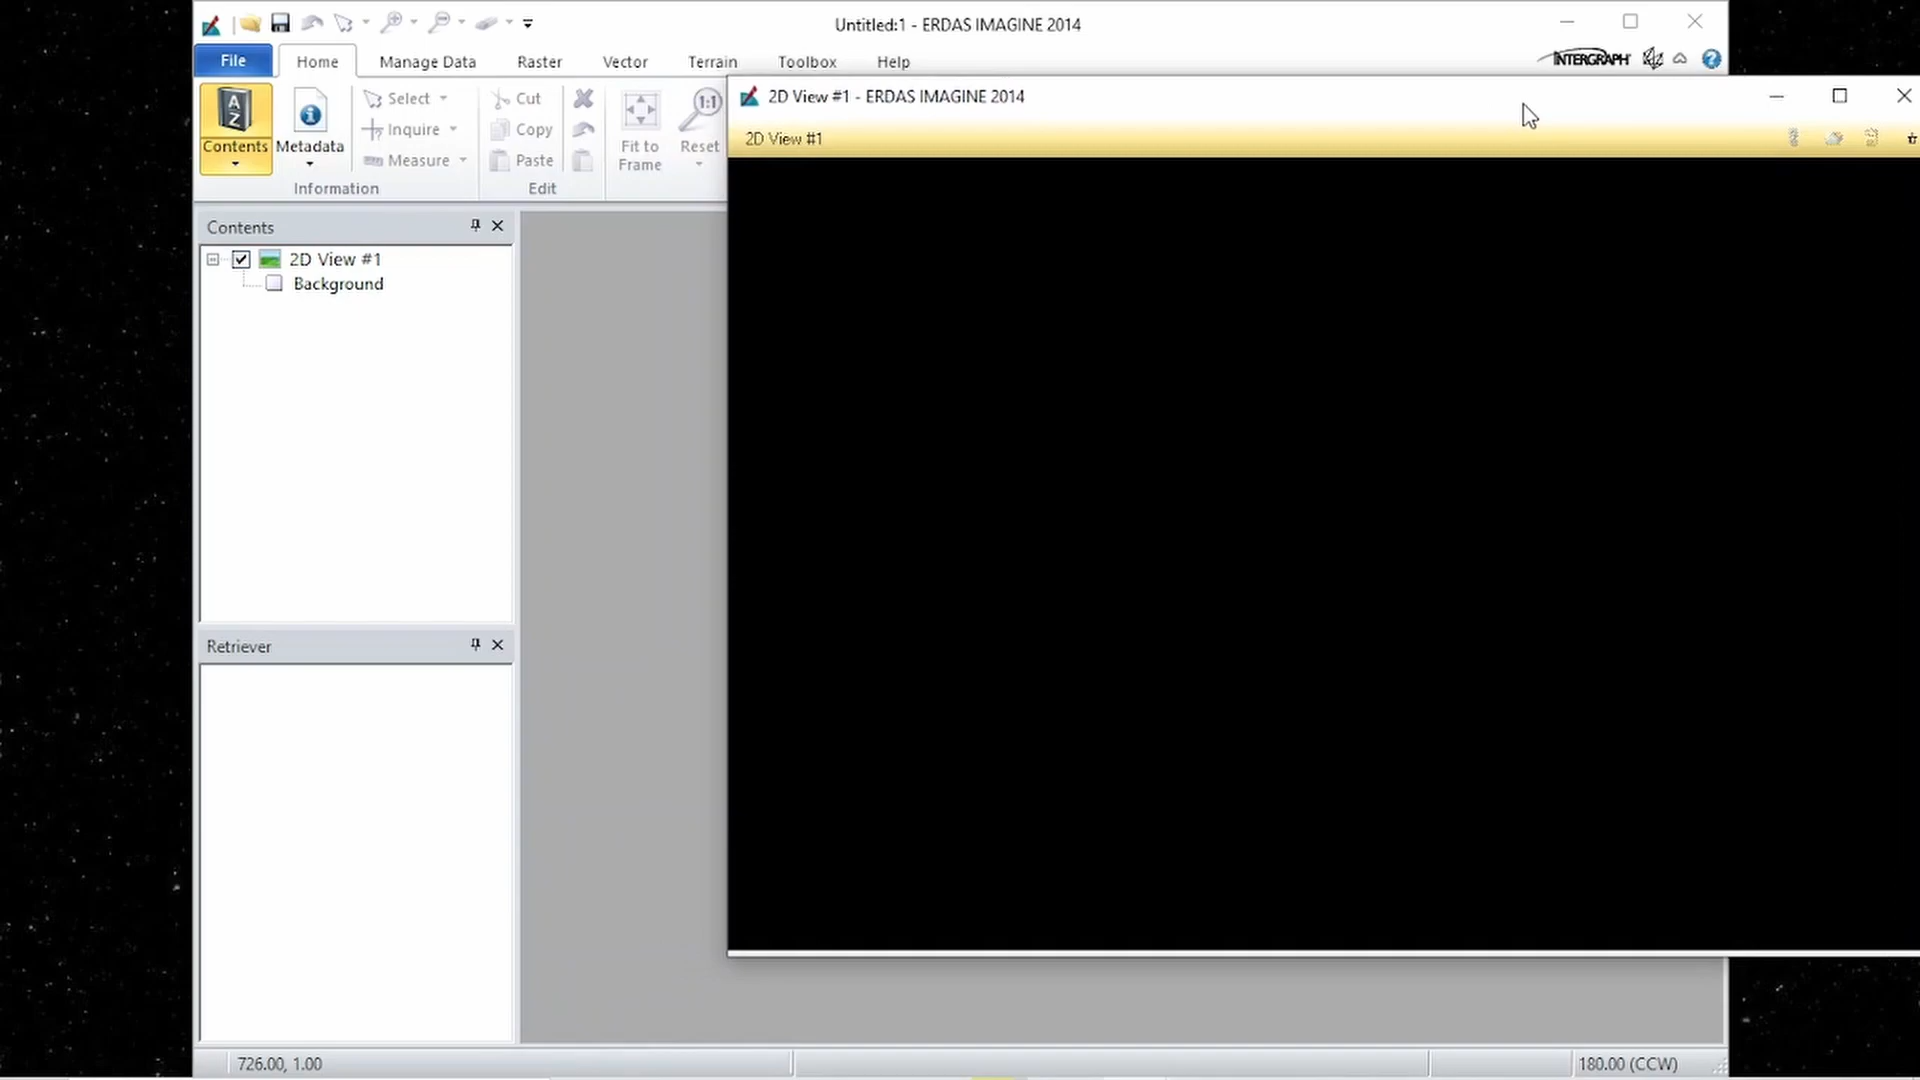 Untitled:1 - ERDAS IMAGINE 2014
File Home Manage Data Raster Vector Terrain Toolbox Help
INTERGRAPH
A
Z
Contents
Metadata
Select
Inquire
Measure
Information
Cut
Copy
Paste
Edit
Fit to
Frame
1:1
Reset
2D View #1 - ERDAS IMAGINE 2014
2D View #1
Contents
2D View #1
Background
Retriever
726.00, 1.00
180.00 (CCW)